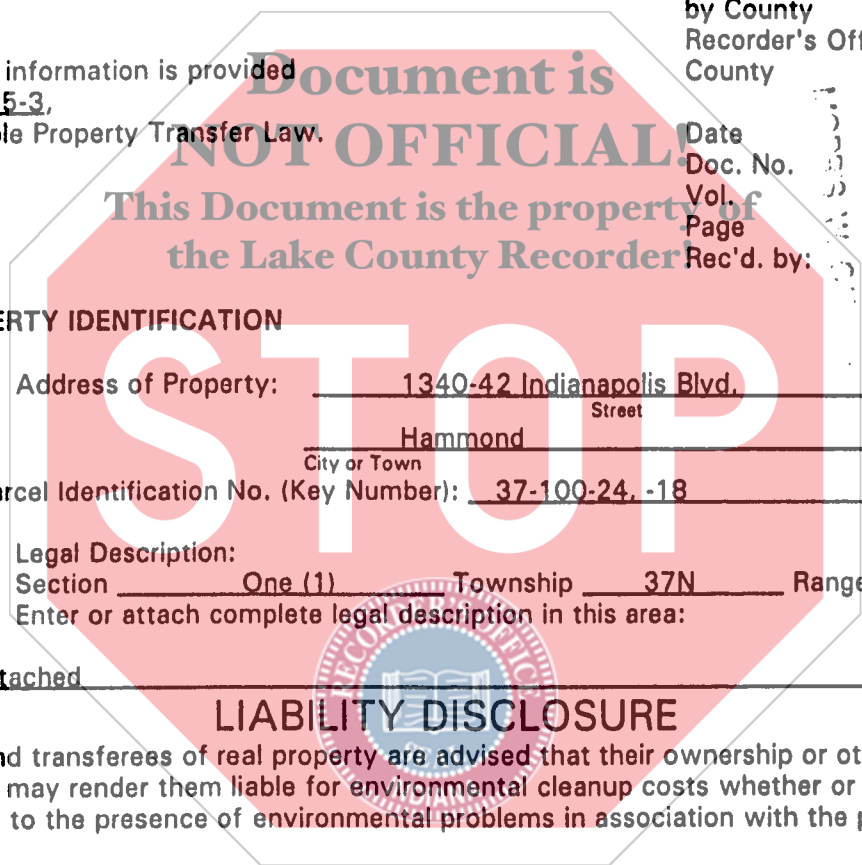 by County
Recorder's Off
information is provided
County
5-3,
le Property Transfer Law.
Date
Doc. No.
Vol.
Page
Rec'd. by:
Document is
NOT OFFICIAL!
This Document is the property of
the Lake County Recorder!
STOP
ERTY IDENTIFICATION
Address of Property: 1340-42 Indianapolis Blvd.
Street
Hammond
City or Town
rcel Identification No. (Key Number): 37-100-24, -18
Legal Description:
Section One (1) Township 37N Range
Enter or attach complete legal description in this area:
tached
RECORDER OFFIC
LIABILITY DISCLOSURE
nd transferees of real property are advised that their ownership or ot
may render them liable for environmental cleanup costs whether or
to the presence of environmental problems in association with the p